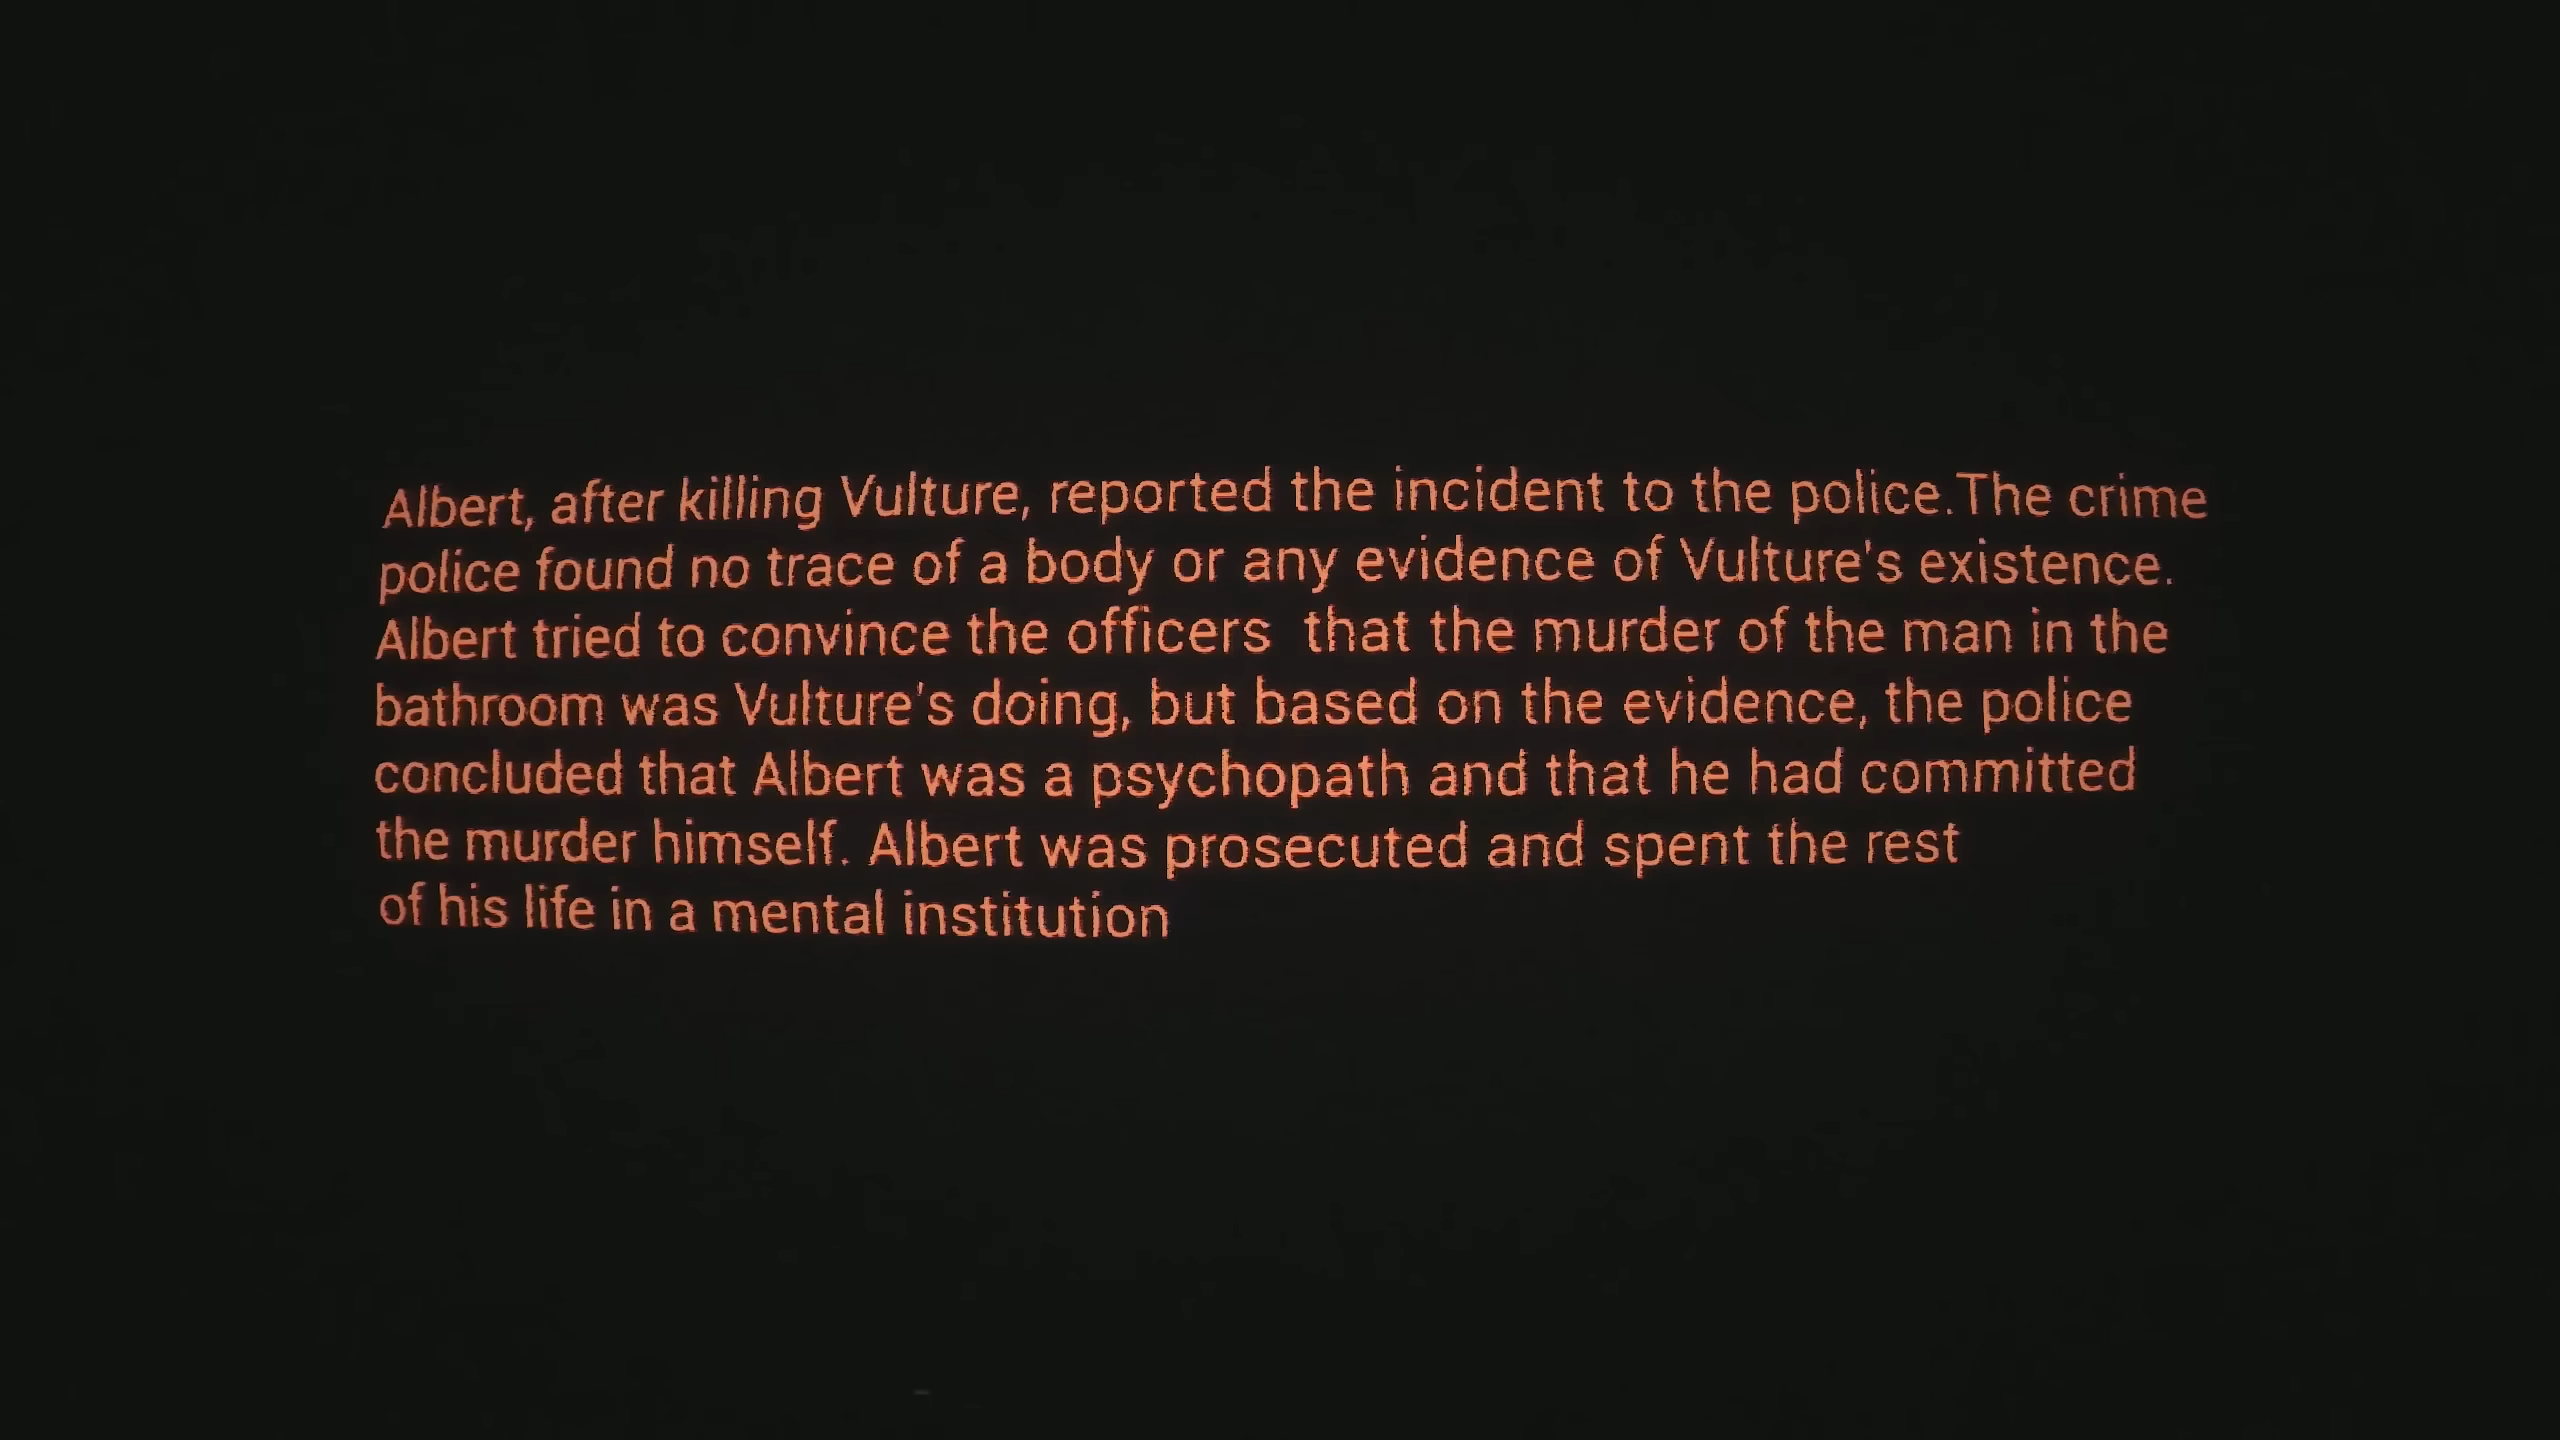 Albert, after killing Vulture, reported the incident to the police.The crime
police found no trace of a body or any evidence of Vulture's existence.
Albert tried to convince the officers  that the murder of the man in the
bathroom was Vulture's doing, but based on the evidence, the police
concluded that Albert was a psychopath and that he had committed
the murder himself. Albert was prosecuted and spent the rest
of his life in a mental institution